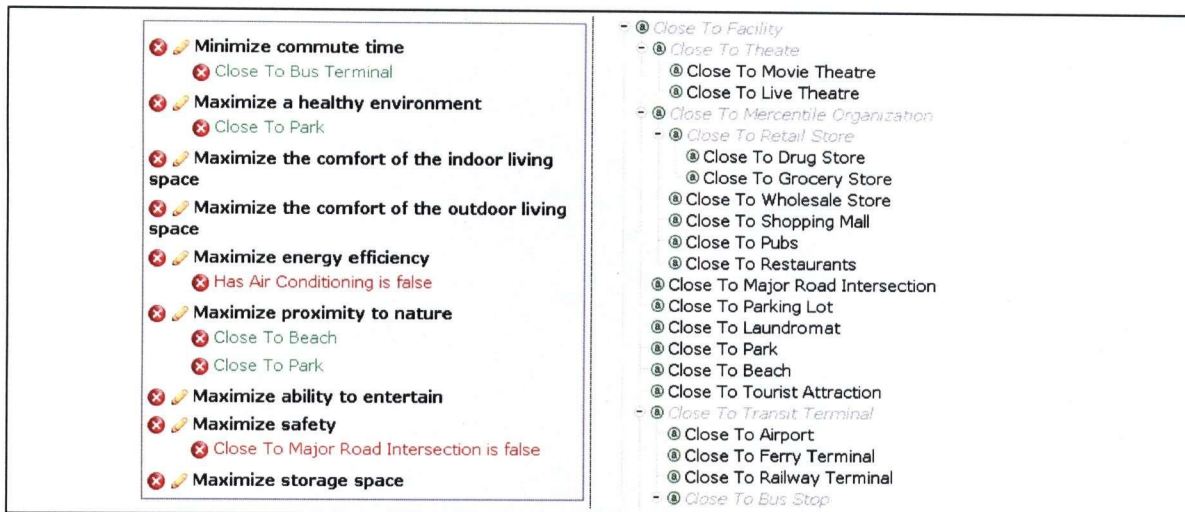 Minimize commute time
Close To Bus Terminal
Maximize a healthy environment
Close To Park
Maximize the comfort of the indoor living
space
Maximize the comfort of the outdoor living
space
Maximize energy efficiency
Has Air Conditioning is false
Maximize proximity to nature
Close To Beach
Close To Park
Maximize ability to entertain
Maximize safety
Close To Major Road Intersection is false
Maximize storage space
- a Close To Facility
- a Close To Theate
a Close To Movie Theatre
a Close To Live Theatre
- a Close To Mercentile Organization
- a Close To Retail Store
a Close To Drug Store
a Close To Grocery Store
a Close To Wholesale Store
a Close To Shopping Mall
a Close To Pubs
a Close To Restaurants
a Close To Major Road Intersection
a Close To Parking Lot
a Close To Laundromat
a Close To Park
a Close To Beach
a Close To Tourist Attraction
- a Close To Transit Terminal
a Close To Airport
a Close To Ferry Terminal
a Close To Railway Terminal
- a Close To Bus Stop